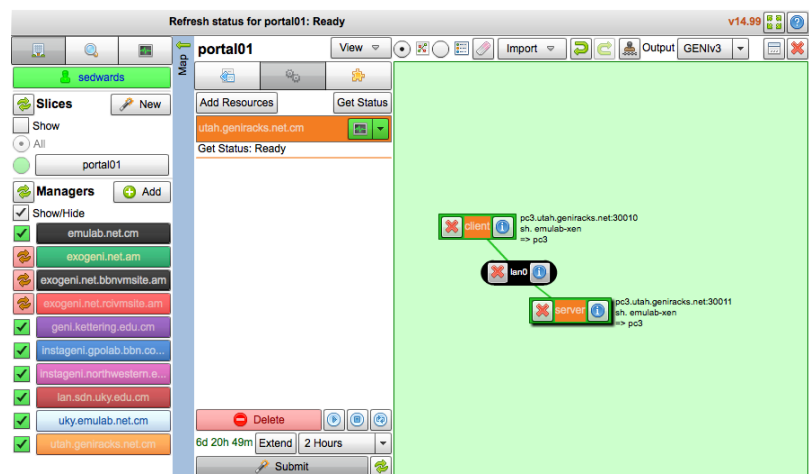 Refresh status for portal01: Ready
v14.99
Map
portal01
View
Import
Output GENIv3
sedwards
Slices
New
Show
All
portal01
Managers
Add
Show/Hide
emulab.net.cm
exogeni.net.am
exogeni.net.bbnvmsite.am
exogeni.net.rcivmsite.am
geni.kettering.edu.cm
instageni.gpolab.bbn.co...
instageni.northwestern.e...
lan.sdn.uky.edu.cm
uky.emulab.net.cm
utah.geniracks.net.cm
Add Resources
Get Status
utah.geniracks.net.cm
Get Status: Ready
Delete
6d 20h 49m Extend 2 Hours
Submit
client
pc3.utah.geniracks.net:30010
sh. emulab-xen
=> pc3
lan0
server
pc3.utah.geniracks.net:30011
sh. emulab-xen
=> pc3